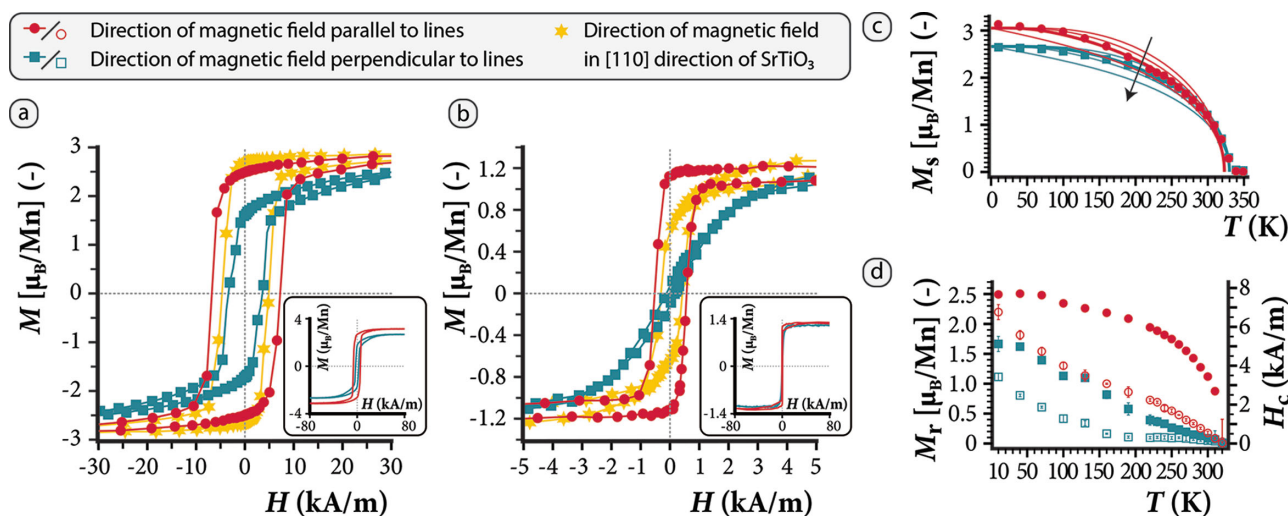 ●/○ Direction of magnetic field parallel to lines
■/□ Direction of magnetic field perpendicular to lines
Direction of magnetic field
in [110] direction of SrTiO₃
a
M [μB/Mn] (-)
3
2
1
0
-1
-2
-3
-30 -20 -10 0 10 20 30
H (kA/m)
M (μB/Mn)
4
0
-4
-80 0 80
H (kA/m)
b
M [μB/Mn] (-)
1.2
0.8
0.4
0
-0.4
-0.8
-1.2
-5 -4 -3 -2 -1 0 1 2 3 4 5
H (kA/m)
M (μB/Mn)
1.4
0
-1.4
-80 0 80
H (kA/m)
c
Ms [μB/Mn] (-)
3
2
1
0
0 50 100 150 200 250 300 350
T (K)
d
Mr [μB/Mn] (-)
2.5
2.0
1.5
1.0
0.5
0
10 100 200 300
T (K)
8
6
4
2
0
Hc (kA/m)